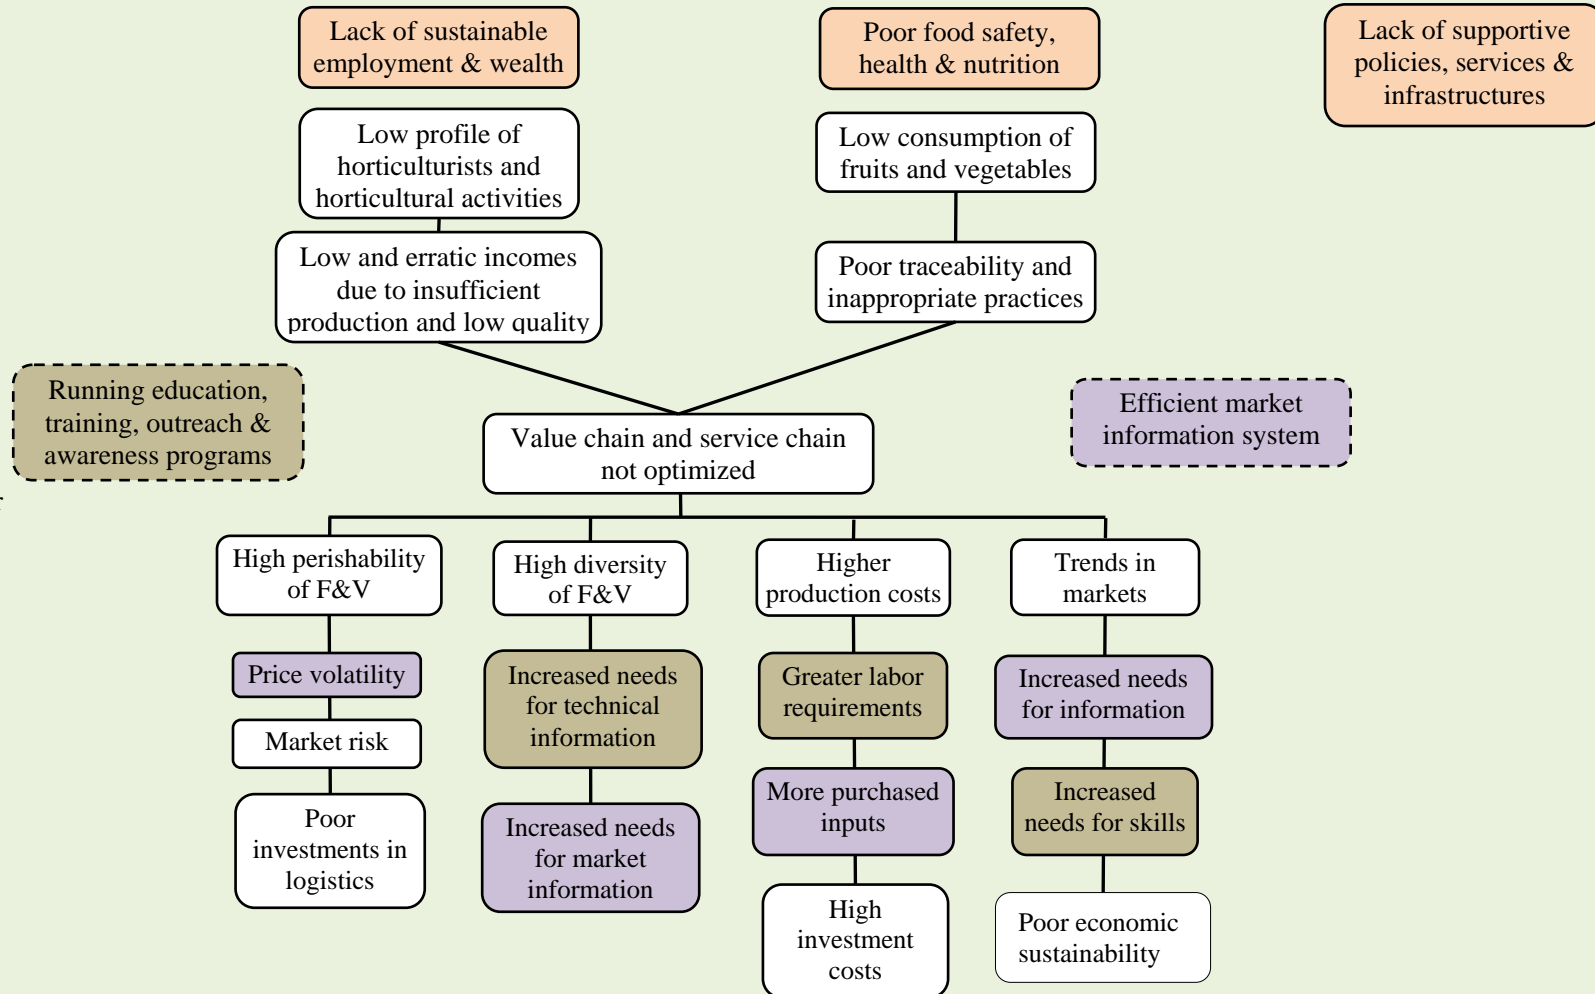 Lack of sustainable
employment & wealth
Poor food safety,
health & nutrition
Lack of supportive
policies, services &
infrastructures
Low profile of
horticulturists and
horticultural activities
Low consumption of
fruits and vegetables
Low and erratic incomes
due to insufficient
production and low quality
Poor traceability and
inappropriate practices
Running education,
training, outreach &
awareness programs
Efficient market
information system
Value chain and service chain
not optimized
High perishability
of F&V
High diversity
of F&V
Higher
production costs
Trends in
markets
Price volatility
Increased needs
for technical
information
Greater labor
requirements
Increased needs
for information
Market risk
More purchased
inputs
Increased
needs for skills
Poor
investments in
logistics
Increased needs
for market
information
High
investment
costs
Poor economic
sustainability